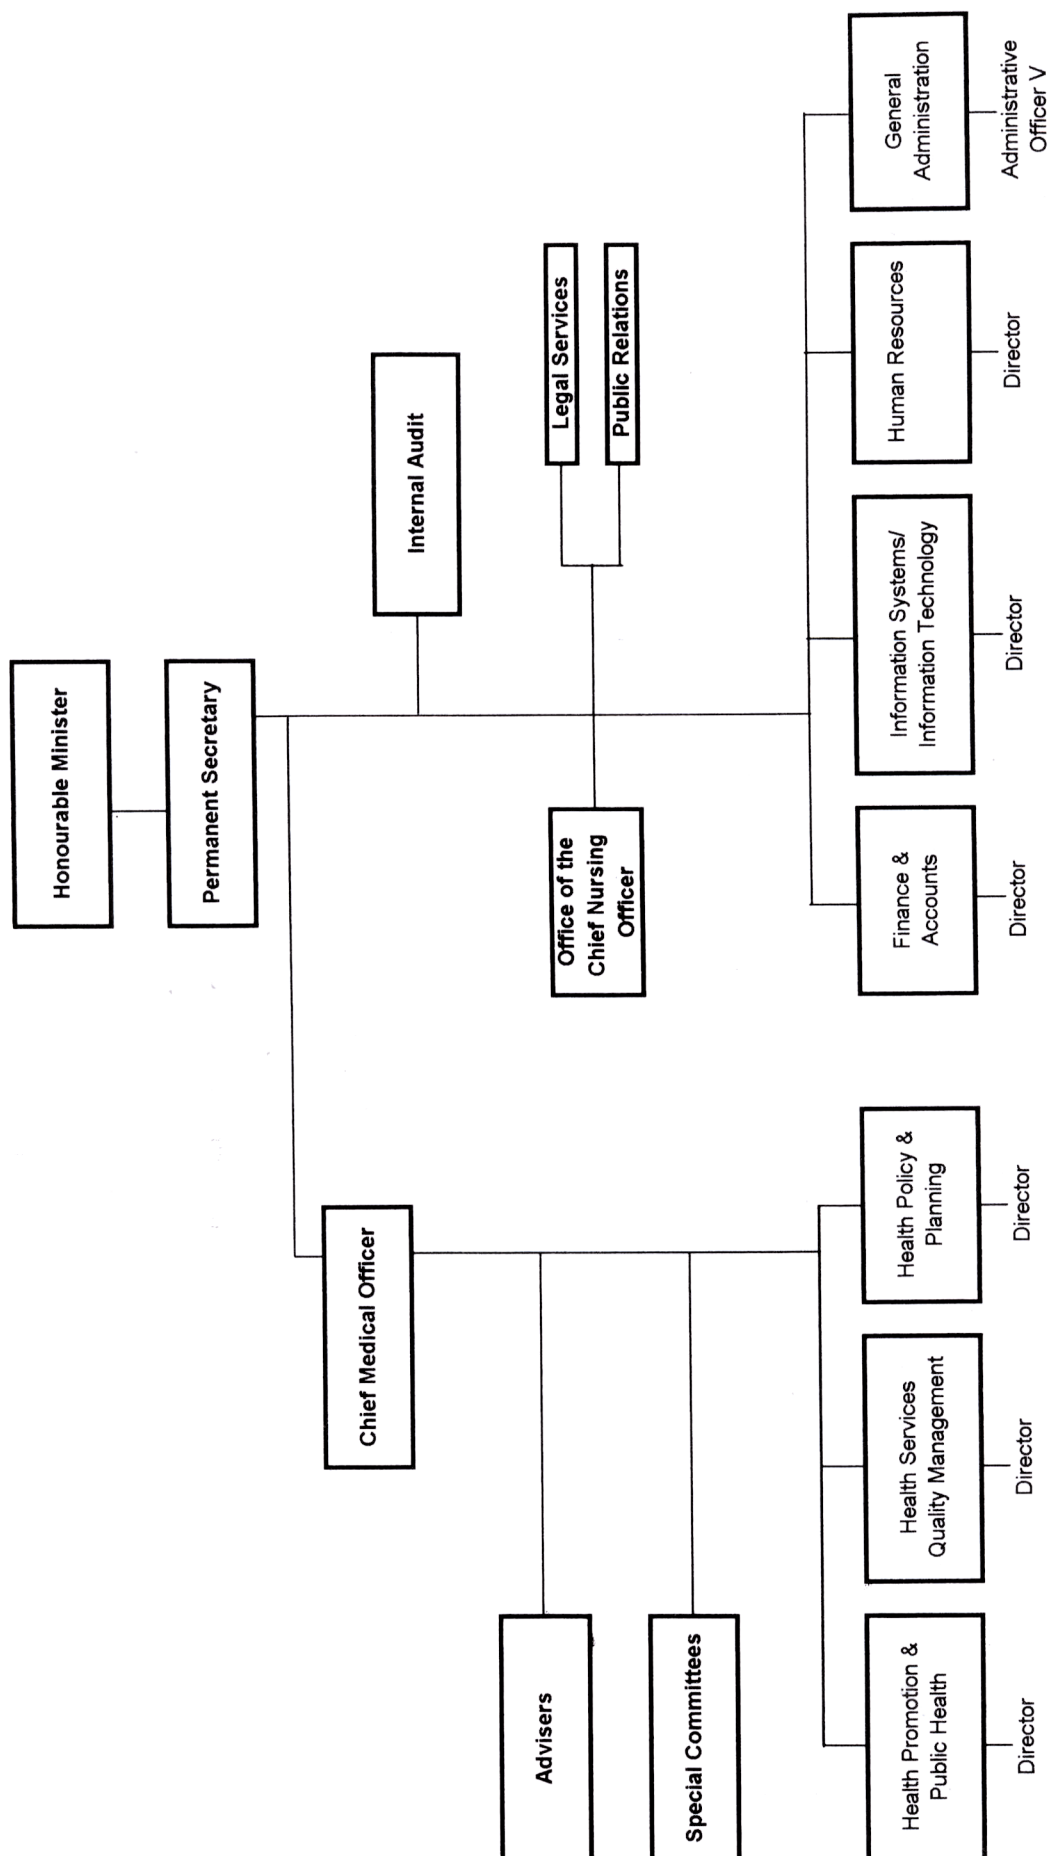 Honourable Minister
Permanent Secretary
Chief Medical Officer
Internal Audit
Advisers
Office of the
Chief Nursing
Officer
Legal Services
Public Relations
Special Committees
Health Promotion &
Public Health
Director
Health Services
Quality Management
Director
Health Policy &
Planning
Director
Finance &
Accounts
Director
Information Systems/
Information Technology
Director
Human Resources
Director
General
Administration
Administrative
Officer V